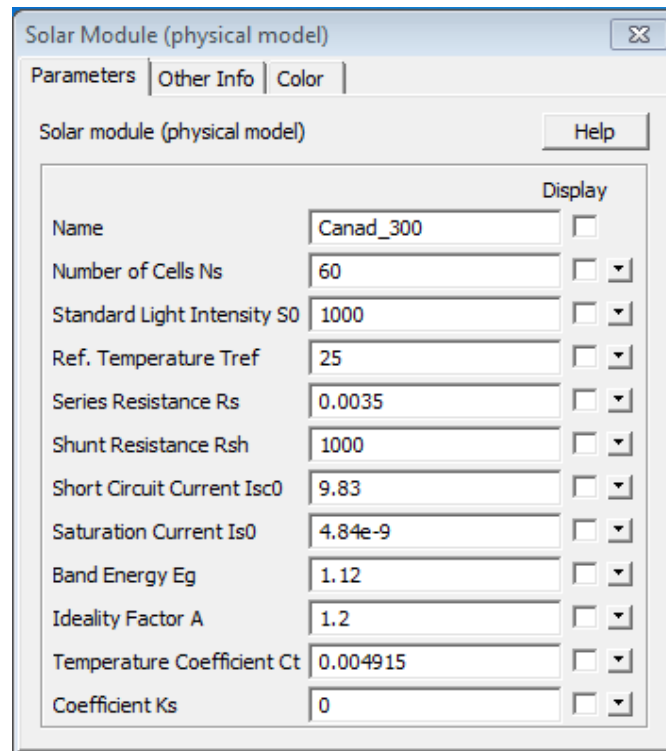 Solar Module (physical model)
Parameters Other Info Color
Solar module (physical model) Help
Display
Name Canad_300
Number of Cells Ns 60
Standard Light Intensity S0 1000
Ref. Temperature Tref 25
Series Resistance Rs 0.0035
Shunt Resistance Rsh 1000
Short Circuit Current Isc0 9.83
Saturation Current Is0 4.84e-9
Band Energy Eg 1.12
Ideality Factor A 1.2
Temperature Coefficient Ct 0.004915
Coefficient Ks 0